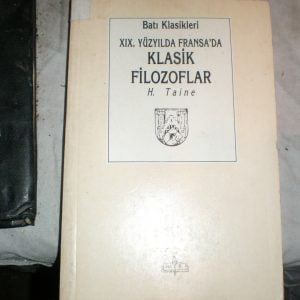 Batı Klasikleri
XIX. YÜZYILDA FRANSA'DA
KLASİK
FİLOZOFLAR
H. Taine